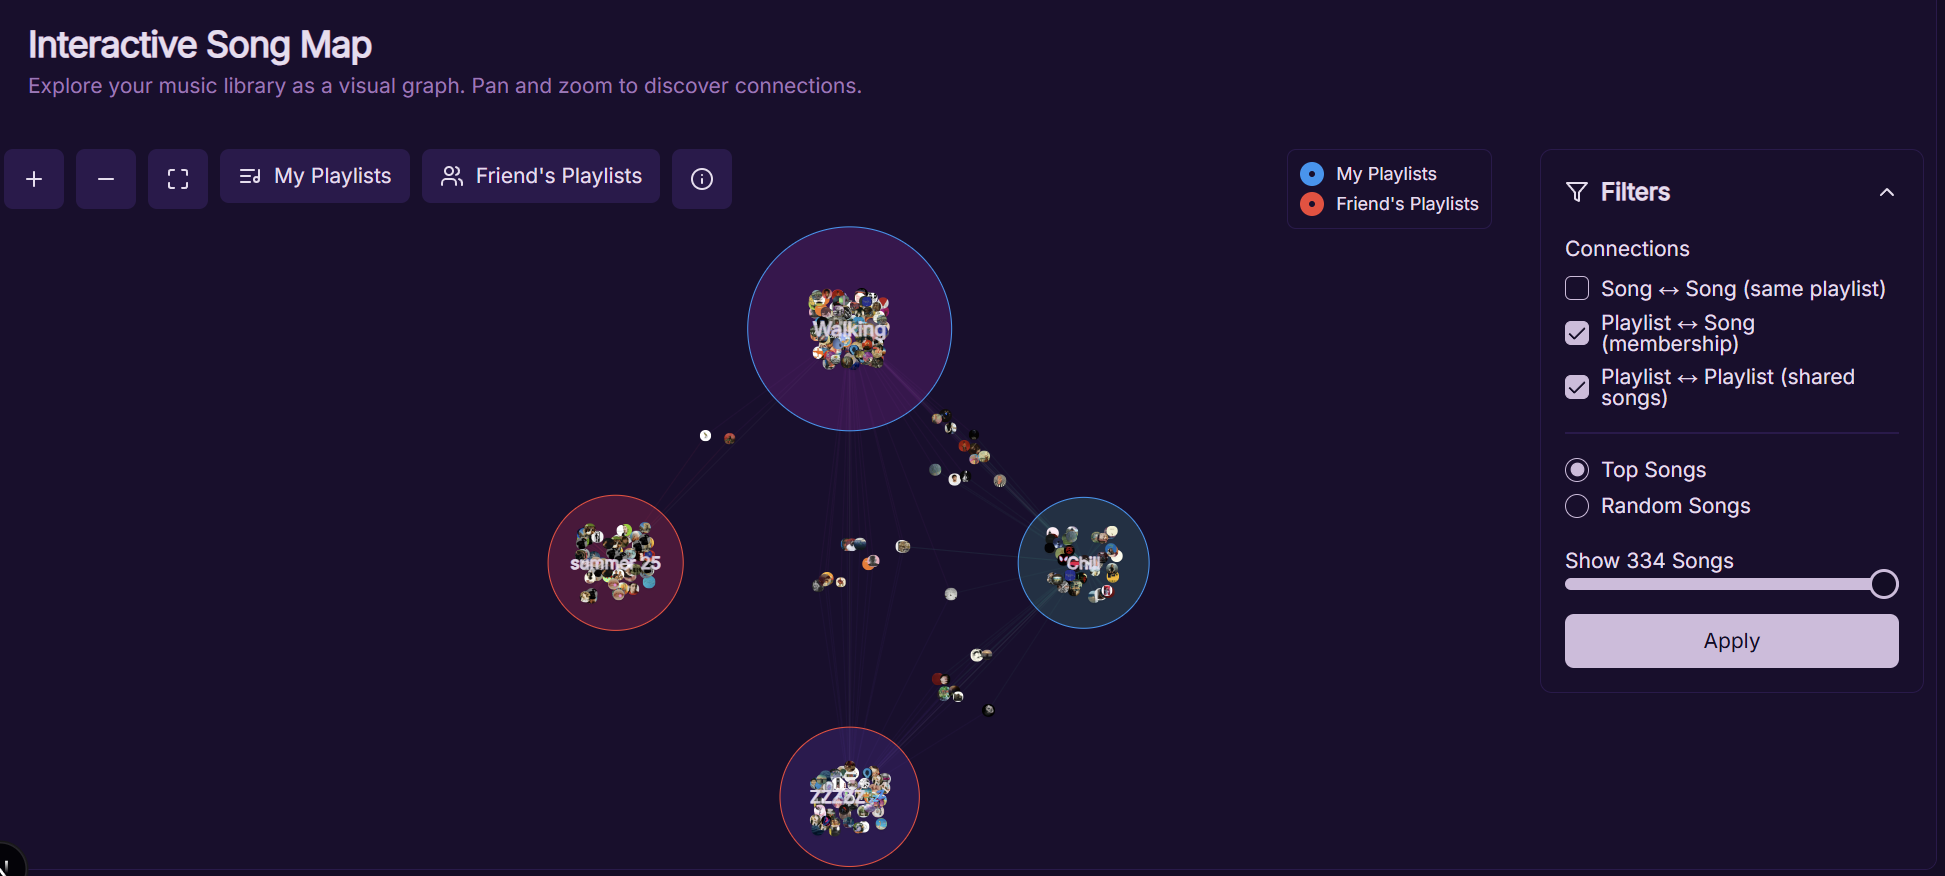 Interactive Song Map
Explore your music library as a visual graph. Pan and zoom to discover connections.
My Playlists
Friend's Playlists
My Playlists
Friend's Playlists
Filters
Connections
Song ↔ Song (same playlist)
Playlist ↔ Song
(membership)
Playlist ↔ Playlist (shared
songs)
Top Songs
Random Songs
Show 334 Songs
Apply
Walking
summer 25
Chill